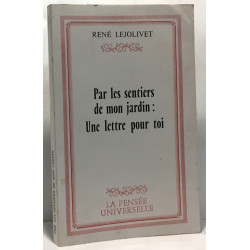 RENÉ LEJOLIVET
Par les sentiers
de mon jardin :
Une lettre pour toi
LA PENSÉE
UNIVERSELLE